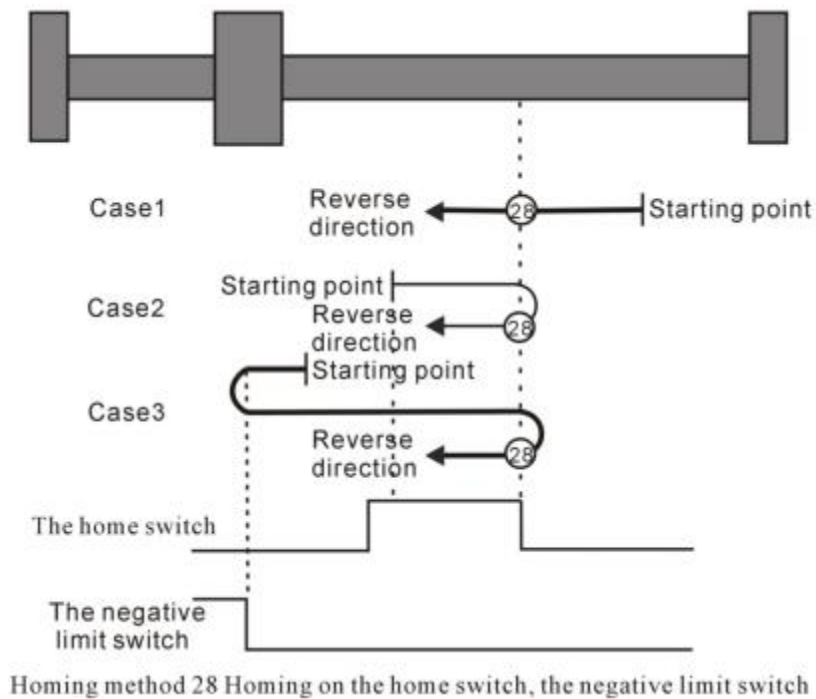 Case1
Reverse
direction
28
Starting point
Case2
Starting point
Reverse
direction
28
Case3
Starting point
Reverse
direction
28
The home switch
The negative
limit switch
Homing method 28 Homing on the home switch, the negative limit switch